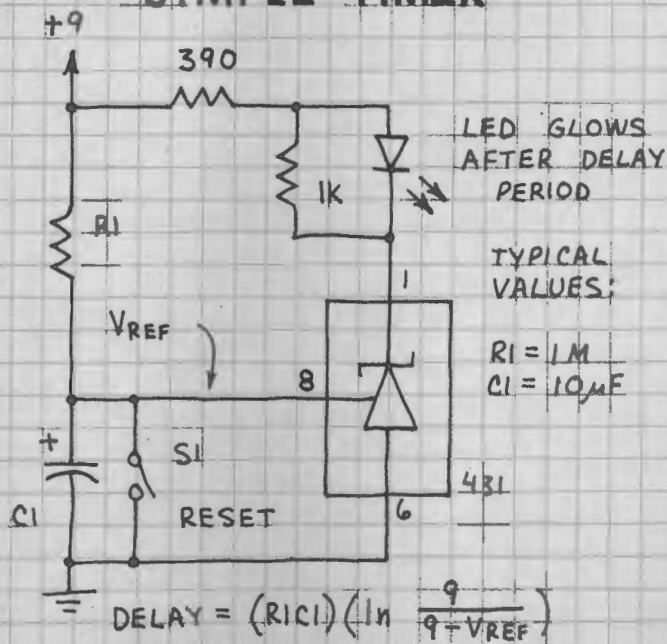 +9
390
LED GLOWS
AFTER DELAY
PERIOD
1K
R1
TYPICAL
VALUES:
1
VREF
R1 = 1M
C1 = 10µF
8
+
S1
431
C1
RESET
6
DELAY = (R1C1)(ln 9/(9-VREF))